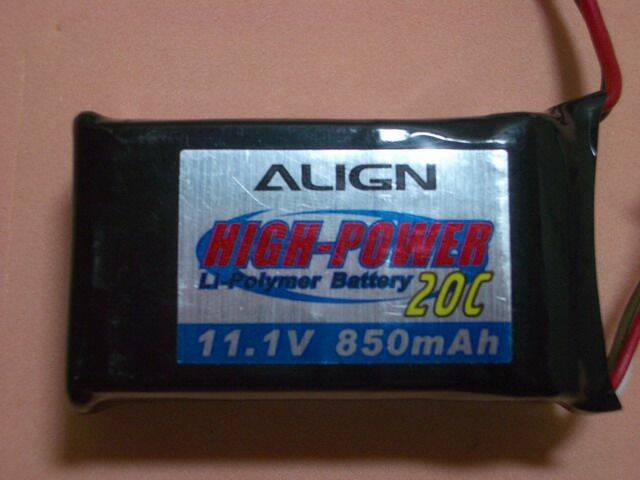 ALIGN
HIGH-POWER
Li-Polymer Battery 20C
11.1V 850mAh